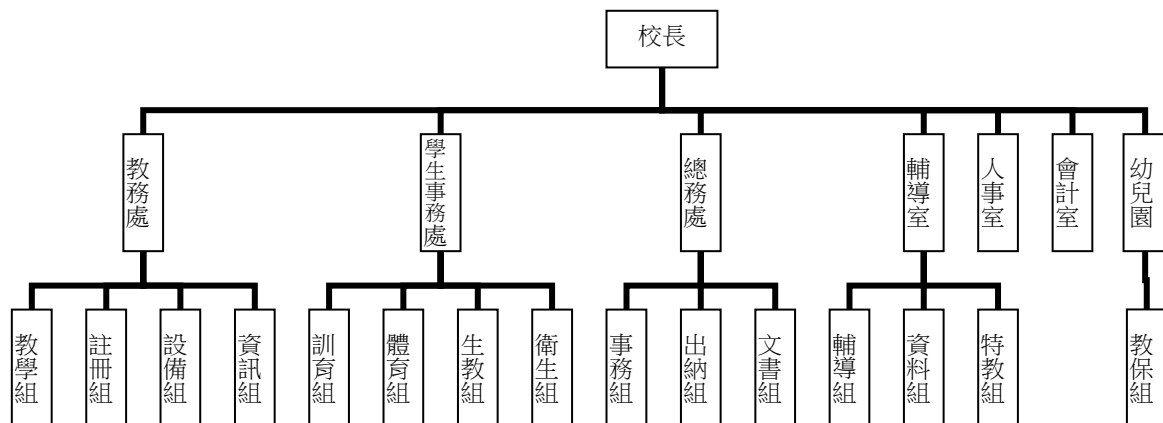 校長
教務處
學生事務處
總務處
輔導室
人事室
會計室
幼兒園
教學組
註冊組
設備組
資訊組
訓育組
體育組
生教組
衛生組
事務組
出納組
文書組
輔導組
資料組
特教組
教保組